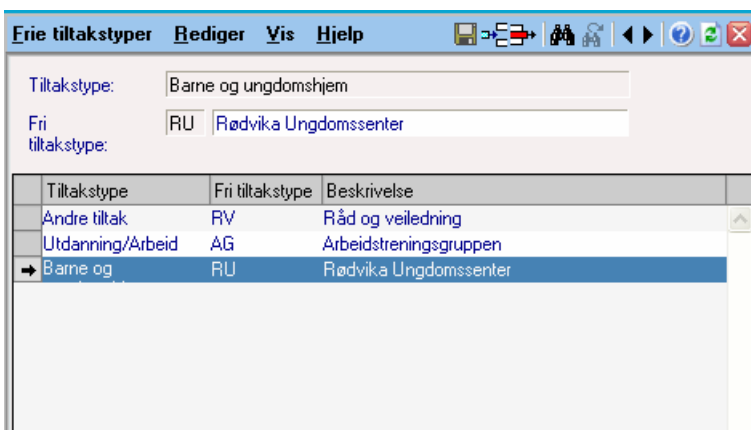 Frie tiltakstyper Rediger Vis Hjelp
Tiltakstype: Barne og ungdomshjem
Fri tiltakstype: RU Rødvika Ungdomssenter
Tiltakstype Fri tiltakstype Beskrivelse
Andre tiltak RV Råd og veiledning
Utdanning/Arbeid AG Arbeidstreningsgruppen
Barne og RU Rødvika Ungdomssenter